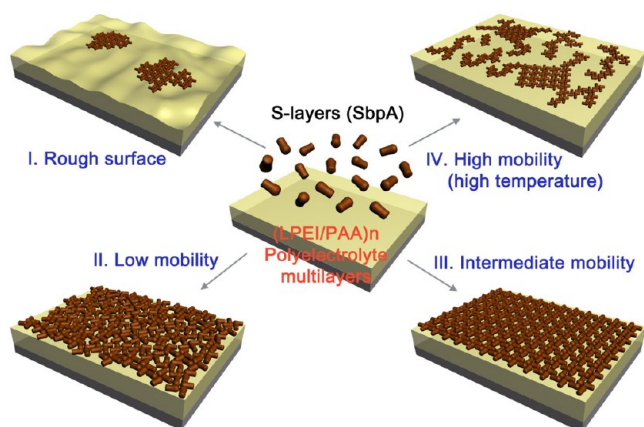 S-layers (SbpA)
I. Rough surface
IV. High mobility
(high temperature)
(LPEI/PAA)n
Polyelectrolyte
multilayers
II. Low mobility
III. Intermediate mobility